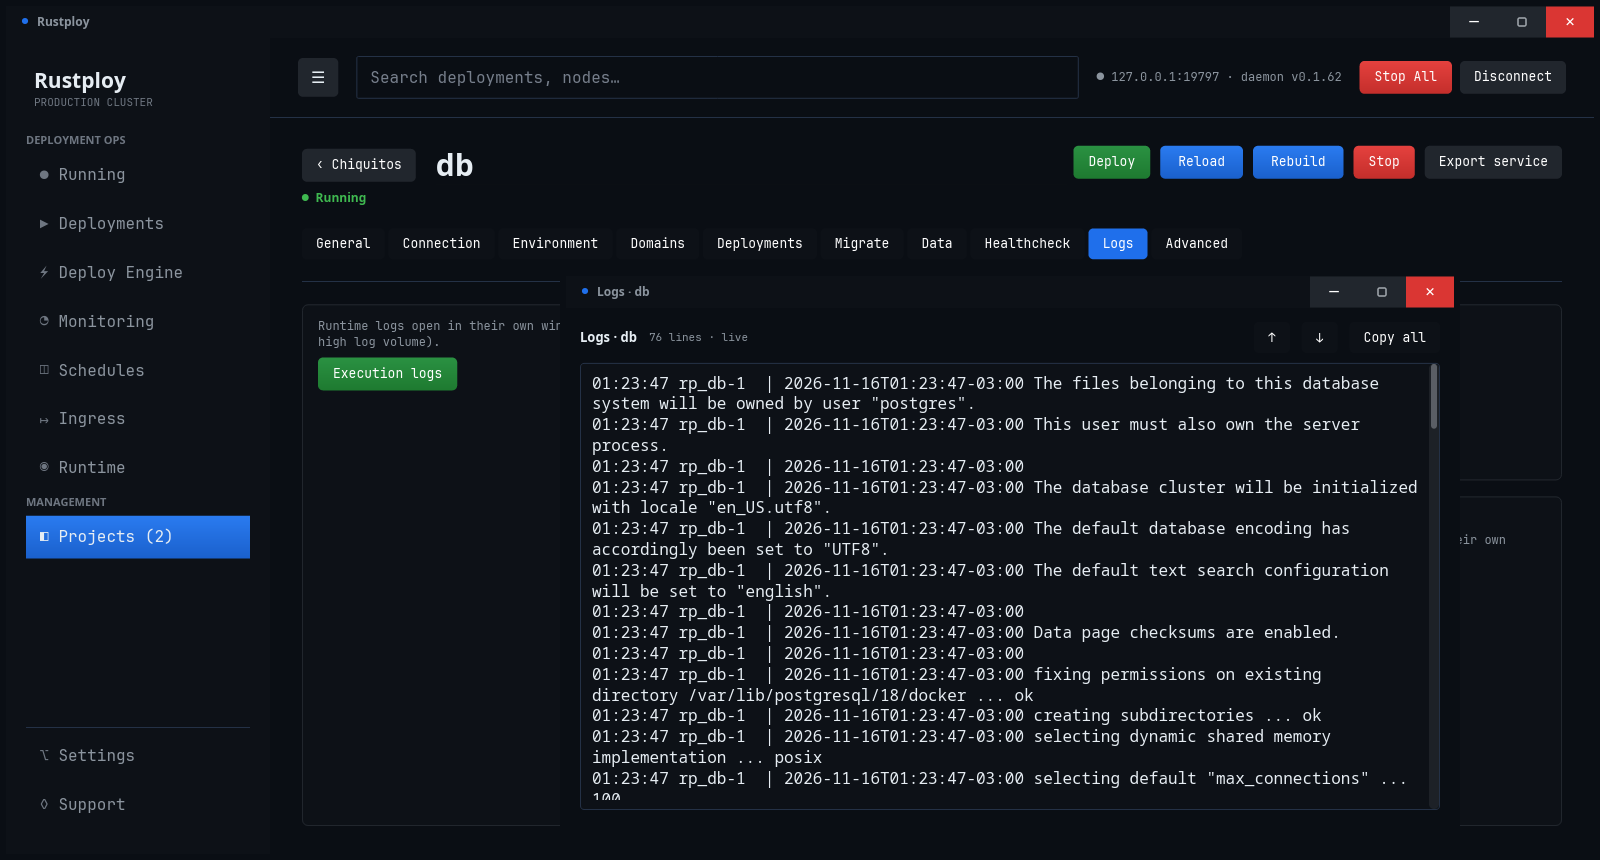 Rustploy
Rustploy
PRODUCTION CLUSTER
DEPLOYMENT OPS
Running
Deployments
Deploy Engine
Monitoring
Schedules
Ingress
Runtime
MANAGEMENT
Projects (2)
Settings
Support
Search deployments, nodes…
127.0.0.1:19797 · daemon v0.1.62
Stop All
Disconnect
‹ Chiquitos
db
Running
Deploy
Reload
Rebuild
Stop
Export service
General
Connection
Environment
Domains
Deployments
Migrate
Data
Healthcheck
Logs
Advanced
Runtime logs open in their own win
high log volume).
Execution logs
eir own
Logs · db
Logs · db
76 lines · live
↑
↓
Copy all
01:23:47 rp_db-1  | 2026-11-16T01:23:47-03:00 The files belonging to this database
system will be owned by user "postgres".
01:23:47 rp_db-1  | 2026-11-16T01:23:47-03:00 This user must also own the server
process.
01:23:47 rp_db-1  | 2026-11-16T01:23:47-03:00
01:23:47 rp_db-1  | 2026-11-16T01:23:47-03:00 The database cluster will be initialized
with locale "en_US.utf8".
01:23:47 rp_db-1  | 2026-11-16T01:23:47-03:00 The default database encoding has
accordingly been set to "UTF8".
01:23:47 rp_db-1  | 2026-11-16T01:23:47-03:00 The default text search configuration
will be set to "english".
01:23:47 rp_db-1  | 2026-11-16T01:23:47-03:00
01:23:47 rp_db-1  | 2026-11-16T01:23:47-03:00 Data page checksums are enabled.
01:23:47 rp_db-1  | 2026-11-16T01:23:47-03:00
01:23:47 rp_db-1  | 2026-11-16T01:23:47-03:00 fixing permissions on existing
directory /var/lib/postgresql/18/docker ... ok
01:23:47 rp_db-1  | 2026-11-16T01:23:47-03:00 creating subdirectories ... ok
01:23:47 rp_db-1  | 2026-11-16T01:23:47-03:00 selecting dynamic shared memory
implementation ... posix
01:23:47 rp_db-1  | 2026-11-16T01:23:47-03:00 selecting default "max_connections" ...
100